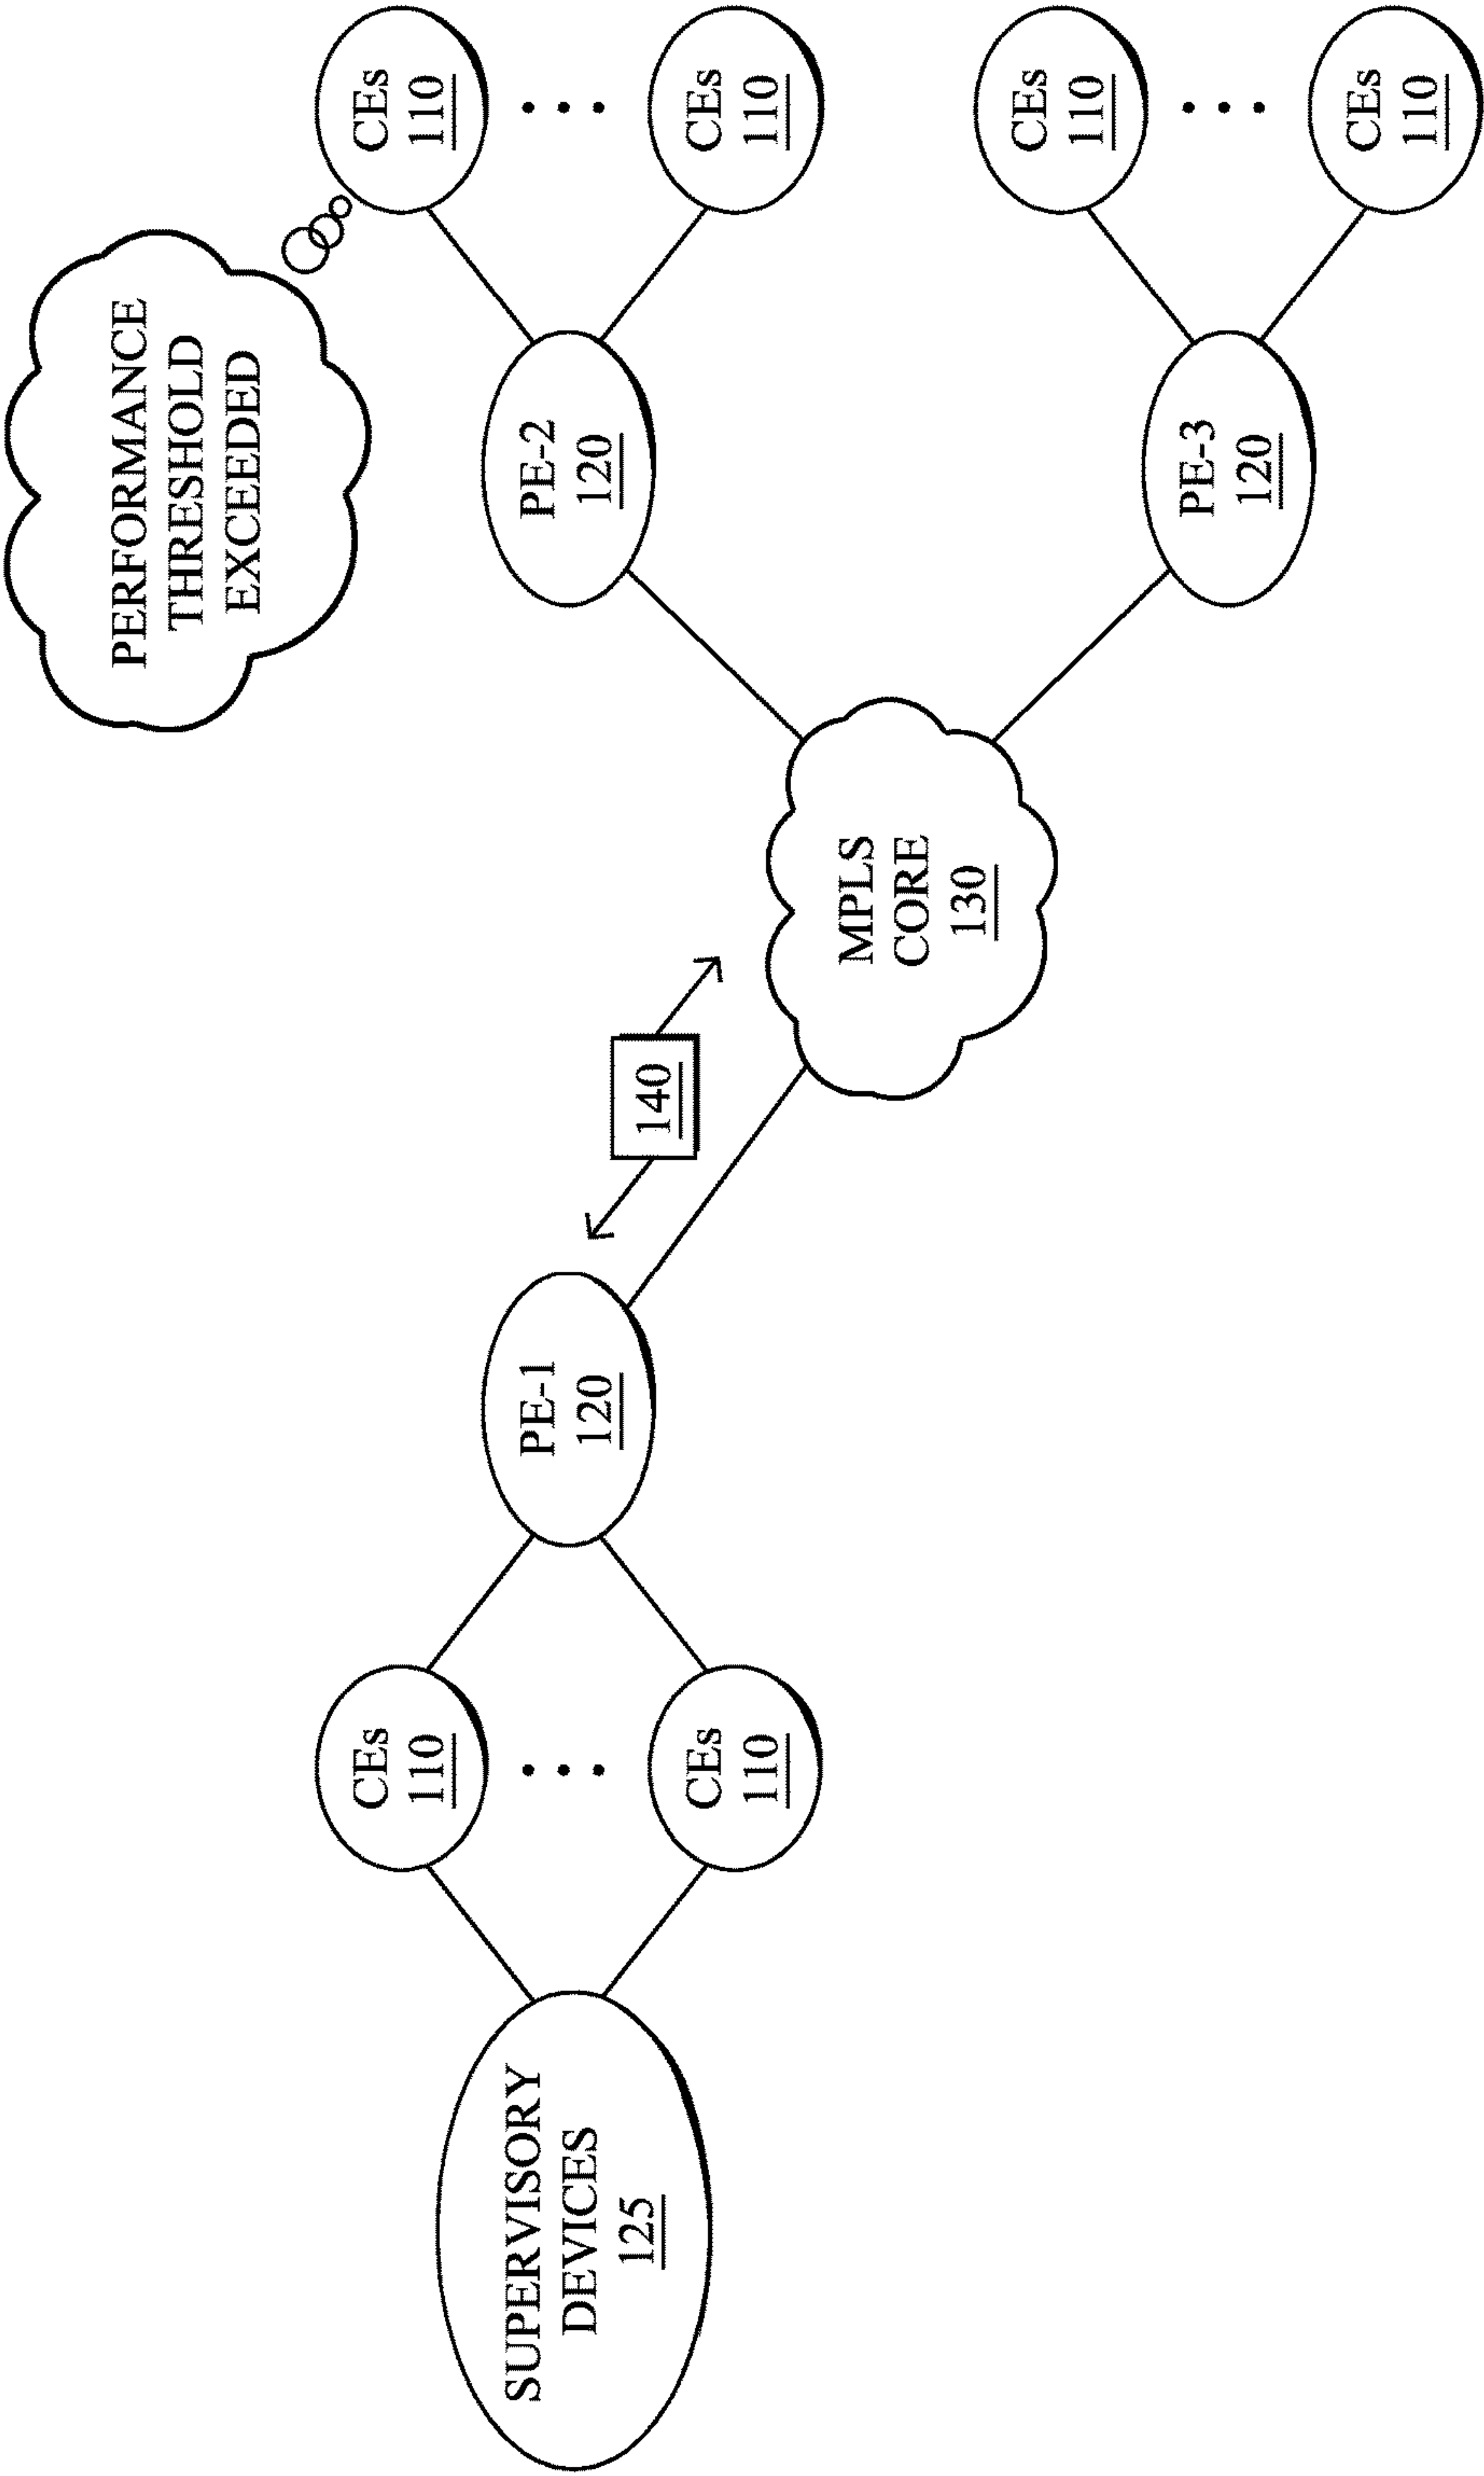 PERFORMANCE
THRESHOLD
EXCEEDED
SUPERVISORY
DEVICES
125
CEs
110
CEs
110
PE-1
120
140
MPLS
CORE
130
PE-2
120
CEs
110
CEs
110
PE-3
120
CEs
110
CEs
110